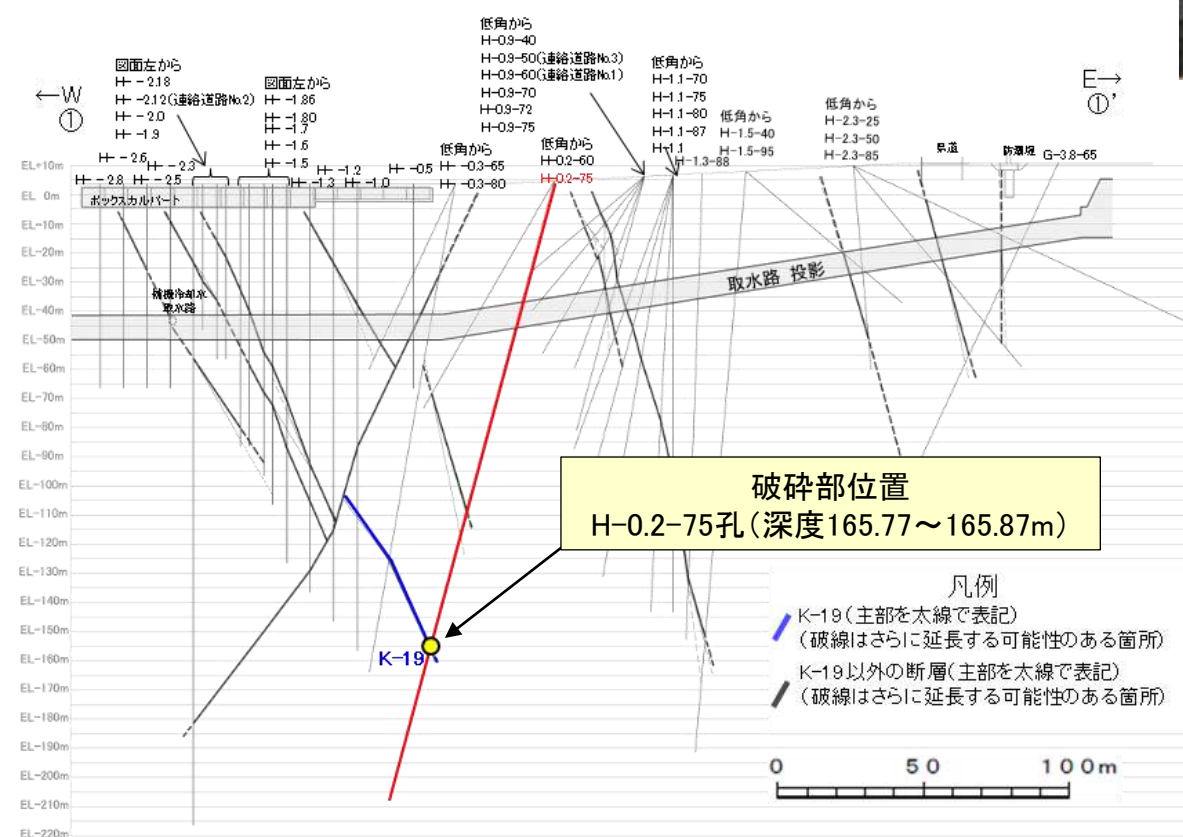 ←W
①
E→
①'
図面左から
H- -2.18
H- -2.12(連絡道路No.2)
H- -2.0
H- -1.9
図面左から
H- -1.85
H- -1.80
H- -1.7
H- -1.6
H- -1.5
低角から
H-0.9-40
H-0.9-50(連絡道路No.3)
H-0.9-60(連絡道路No.1)
H-0.9-70
H-0.9-72
H-0.9-75
低角から
H-1.1-70
H-1.1-75
H-1.1-80
H-1.1-87
H-1.1
低角から
H-1.5-40
H-1.5-95
低角から
H-2.3-25
H-2.3-50
H-2.3-85
県道
防潮堤
G-3.8-65
H-1.3-88
低角から
H-0.2-60
H-0.2-75
低角から
H- -0.3-65
H- -0.3-80
H- -2.6
H- -2.3
H- -2.8
H- -2.5
H- -1.2
H- -0.5
H- -1.3
H- -1.0
ボックスカルバート
補機冷却水
取水路
取水路 投影
EL+10m
EL 0m
EL-10m
EL-20m
EL-30m
EL-40m
EL-50m
EL-60m
EL-70m
EL-80m
EL-90m
EL-100m
EL-110m
EL-120m
EL-130m
EL-140m
EL-150m
EL-160m
EL-170m
EL-180m
EL-190m
EL-200m
EL-210m
EL-220m
破砕部位置
H-0.2-75孔(深度165.77~165.87m)
K-19
凡例
K-19(主部を太線で表記)
(破線はさらに延長する可能性のある箇所)
K-19以外の断層(主部を太線で表記)
(破線はさらに延長する可能性のある箇所)
0 50 100m